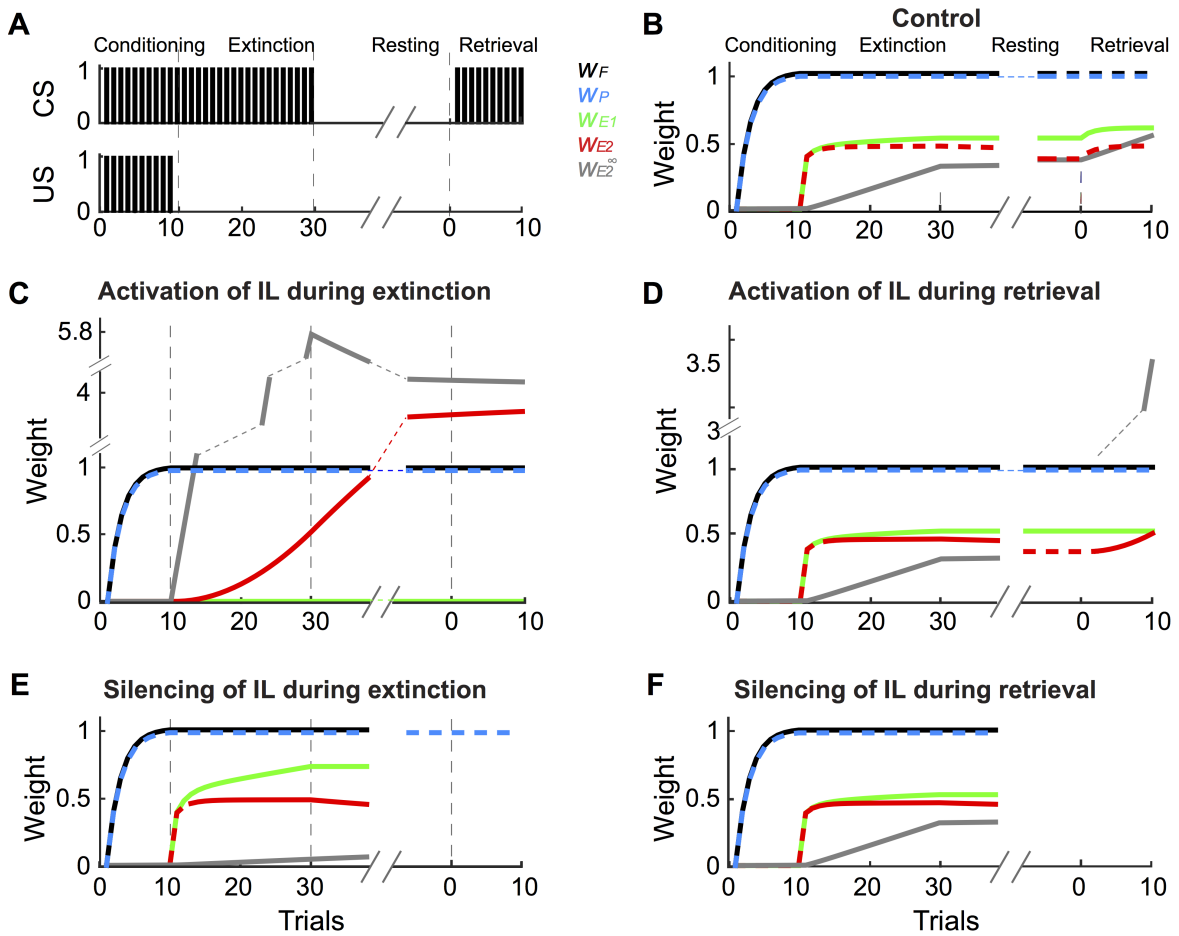 A
Conditioning Extinction Resting Retrieval
CS
1
0
US
1
0
0 10 20 30 0 10
WF
WP
WE1
WE2
WE2∞
B
Control
Conditioning Extinction Resting Retrieval
Weight
1
0.5
0
0 10 20 30 0 10
C
Activation of IL during extinction
Weight
5.8
4
1
0.5
0
0 10 20 30 0 10
D
Activation of IL during retrieval
Weight
3.5
3
1
0.5
0
0 10 20 30 0 10
E
Silencing of IL during extinction
Weight
1
0.5
0
0 10 20 30 0 10
Trials
F
Silencing of IL during retrieval
Weight
1
0.5
0
0 10 20 30 0 10
Trials